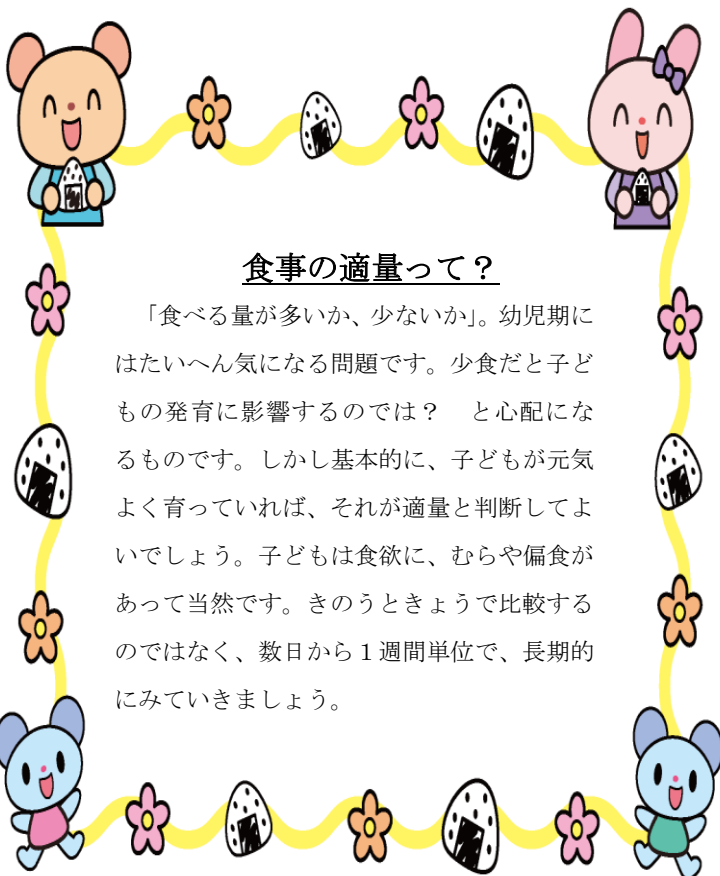 食事の適量って？
「食べる量が多いか、少ないか」。幼児期に
はたいへん気になる問題です。少食だと子ど
もの発育に影響するのでは？　と心配にな
るものです。しかし基本的に、子どもが元気
よく育っていれば、それが適量と判断してよ
いでしょう。子どもは食欲に、むらや偏食が
あって当然です。きのうときょうで比較する
のではなく、数日から１週間単位で、長期的
にみていきましょう。